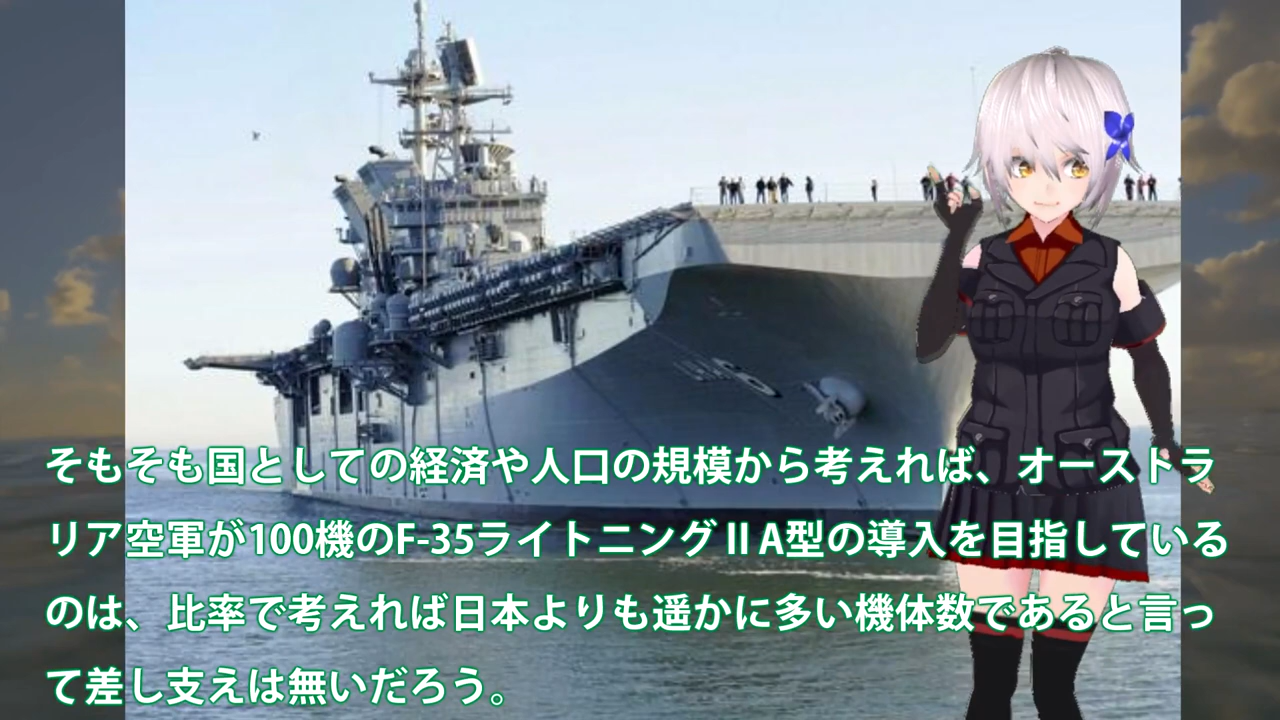 そもそも国としての経済や人口の規模から考えれば、オーストラ
リア空軍が100機のF-35ライトニングⅡA型の導入を目指している
のは、比率で考えれば日本よりも遥かに多い機体数であると言っ
て差し支えは無いだろう。